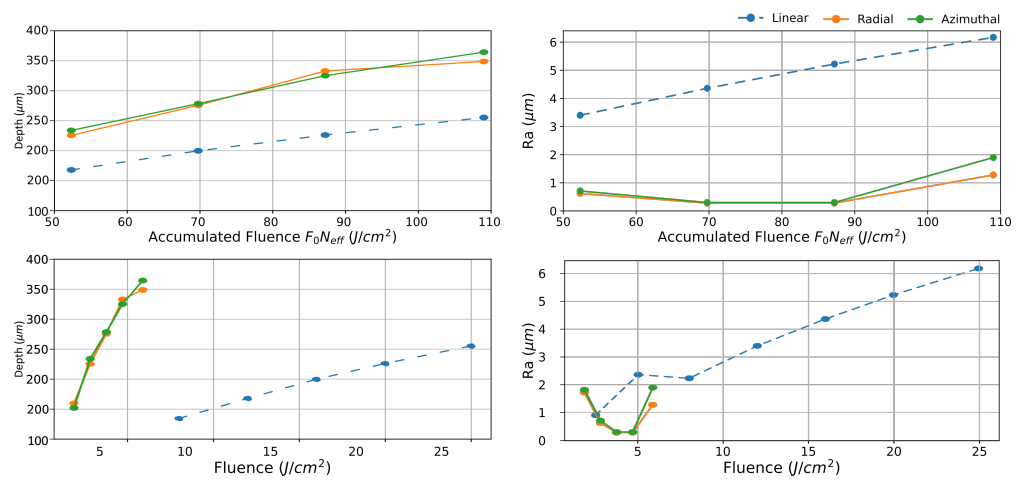 Linear Radial Azimuthal
400
350
300
250
200
200
100
Depth (μm)
50 60 70 80 90 100 110
Accumulated Fluence F₀Neff (J/cm²)
6
5
4
3
2
1
0
Ra (μm)
50 60 70 80 90 100 110
Accumulated Fluence F₀Neff (J/cm²)
400
350
300
250
200
200
100
Depth (μm)
5 10 15 20 25
Fluence (J/cm²)
6
5
4
3
2
1
0
Ra (μm)
5 10 15 20 25
Fluence (J/cm²)